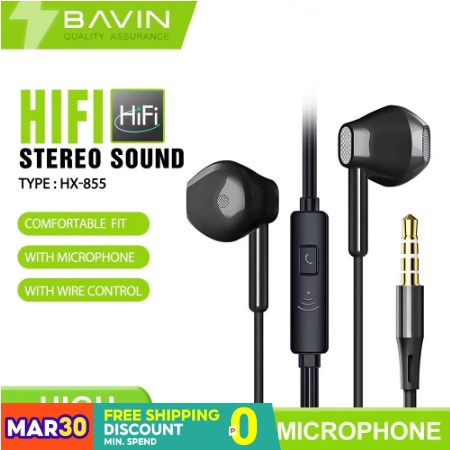 BAVIN
QUALITY ASSURANCE
HIFI HiFi
STEREO SOUND
TYPE : HX-855
COMFORTABLE FIT
WITH MICROPHONE
WITH WIRE CONTROL
MAR30
FREE SHIPPING
DISCOUNT
MIN. SPEND
₱0
MICROPHONE